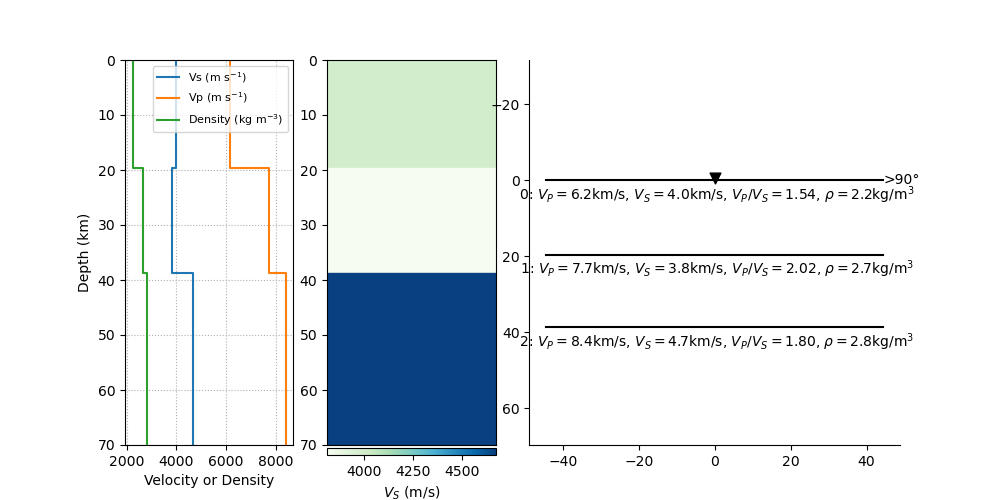 0
10
20
30
40
50
60
70
Depth (km)
2000 4000 6000 8000
Velocity or Density
Vs (m s⁻¹)
Vp (m s⁻¹)
Density (kg m⁻³)
0
10
20
30
40
50
60
70
4000 4250 4500
V_S (m/s)
−20
0
20
40
60
−40 −20 0 20 40
>90°
0: V_P = 6.2km/s, V_S = 4.0km/s, V_P/V_S = 1.54, ρ = 2.2kg/m³
1: V_P = 7.7km/s, V_S = 3.8km/s, V_P/V_S = 2.02, ρ = 2.7kg/m³
2: V_P = 8.4km/s, V_S = 4.7km/s, V_P/V_S = 1.80, ρ = 2.8kg/m³